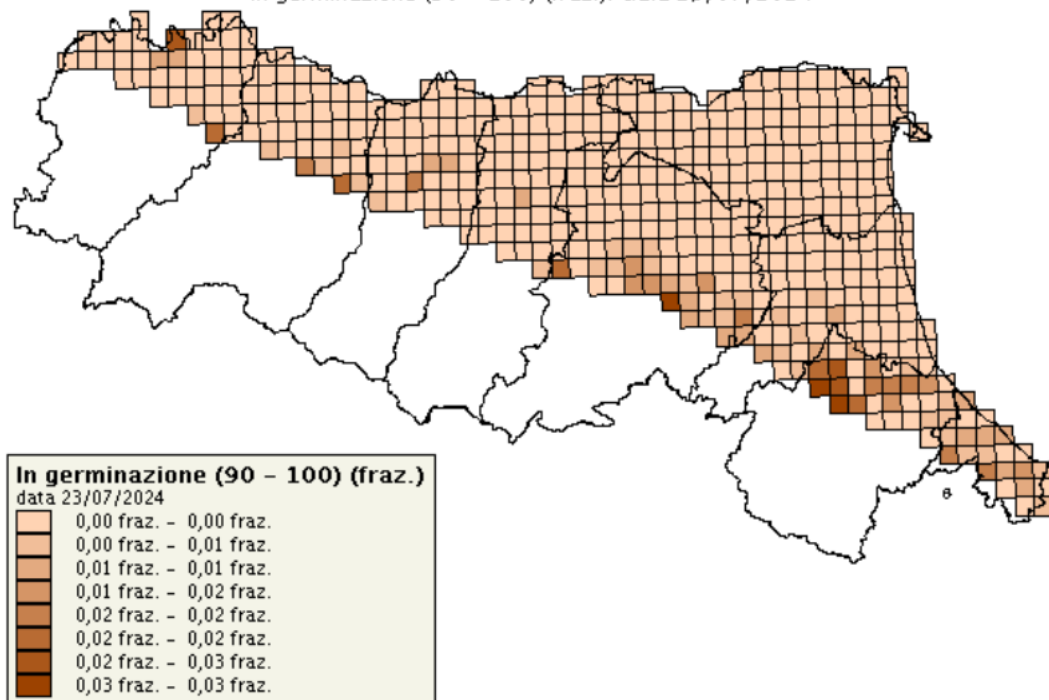 In germinazione (90 – 100) (fraz.)
data 23/07/2024
0,00 fraz. – 0,00 fraz.
0,00 fraz. – 0,01 fraz.
0,01 fraz. – 0,01 fraz.
0,01 fraz. – 0,02 fraz.
0,02 fraz. – 0,02 fraz.
0,02 fraz. – 0,02 fraz.
0,02 fraz. – 0,03 fraz.
0,03 fraz. – 0,03 fraz.